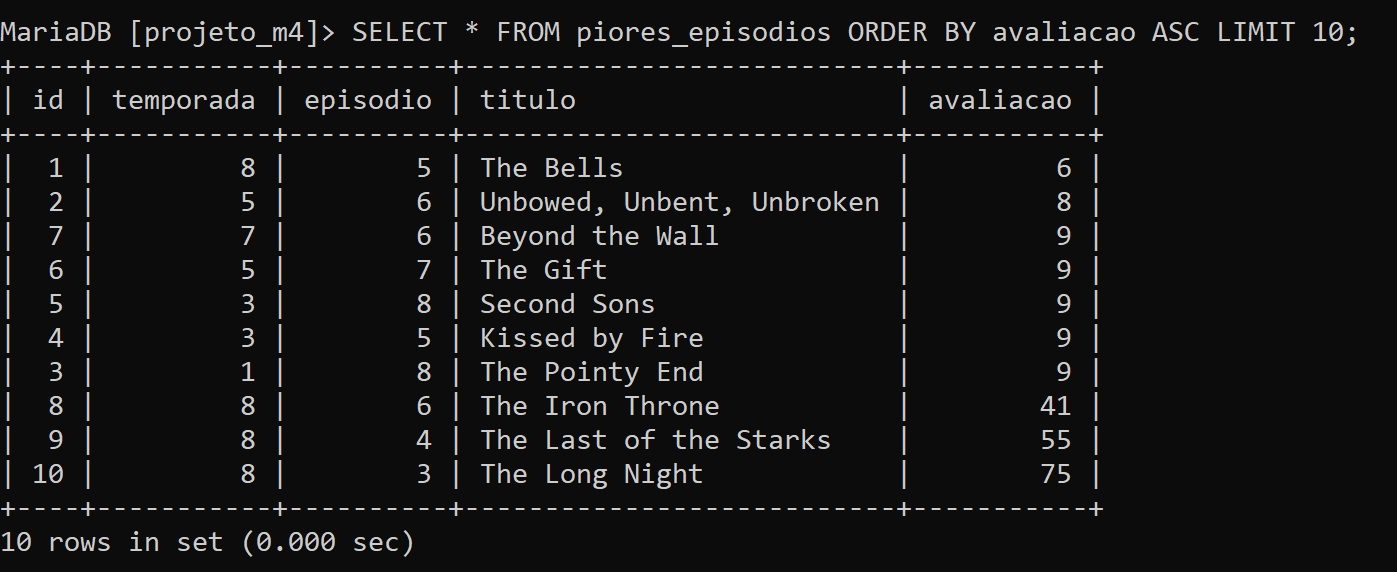 MariaDB [projeto_m4]> SELECT * FROM piores_episodios ORDER BY avaliacao ASC LIMIT 10;
+----+-----------+----------+---------------------------+-----------+
| id | temporada | episodio | titulo                    | avaliacao |
+----+-----------+----------+---------------------------+-----------+
|  1 |         8 |        5 | The Bells                 |         6 |
|  2 |         5 |        6 | Unbowed, Unbent, Unbroken |         8 |
|  7 |         7 |        6 | Beyond the Wall           |         9 |
|  6 |         5 |        7 | The Gift                  |         9 |
|  5 |         3 |        8 | Second Sons               |         9 |
|  4 |         3 |        5 | Kissed by Fire            |         9 |
|  3 |         1 |        8 | The Pointy End            |         9 |
|  8 |         8 |        6 | The Iron Throne           |        41 |
|  9 |         8 |        4 | The Last of the Starks    |        55 |
| 10 |         8 |        3 | The Long Night            |        75 |
+----+-----------+----------+---------------------------+-----------+
10 rows in set (0.000 sec)